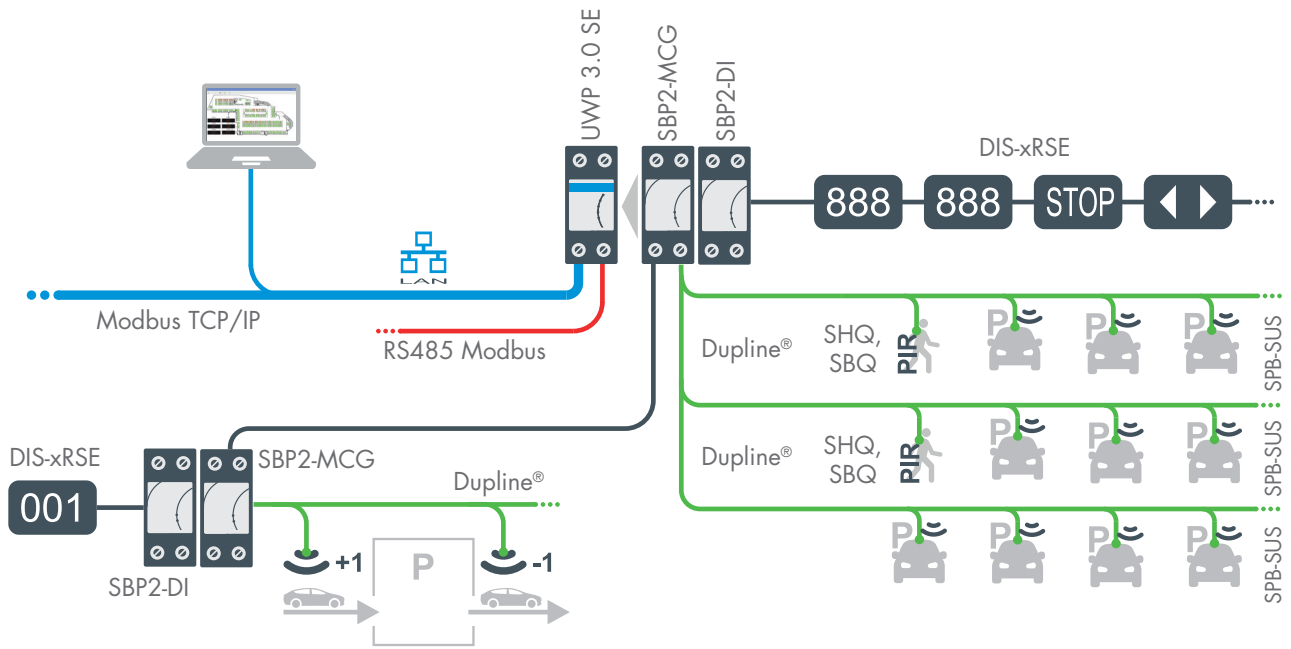 UWP 3.0 SE
SBP2-MCG
SBP2-DI
DIS-xRSE
888
888
STOP
LAN
Modbus TCP/IP
RS485 Modbus
Dupline®
SHQ,
SBQ
PIR
P
P
P
SPB-SUS
Dupline®
SHQ,
SBQ
PIR
P
P
P
SPB-SUS
P
P
P
P
SPB-SUS
DIS-xRSE
001
SBP2-MCG
SBP2-DI
Dupline®
+1
P
-1